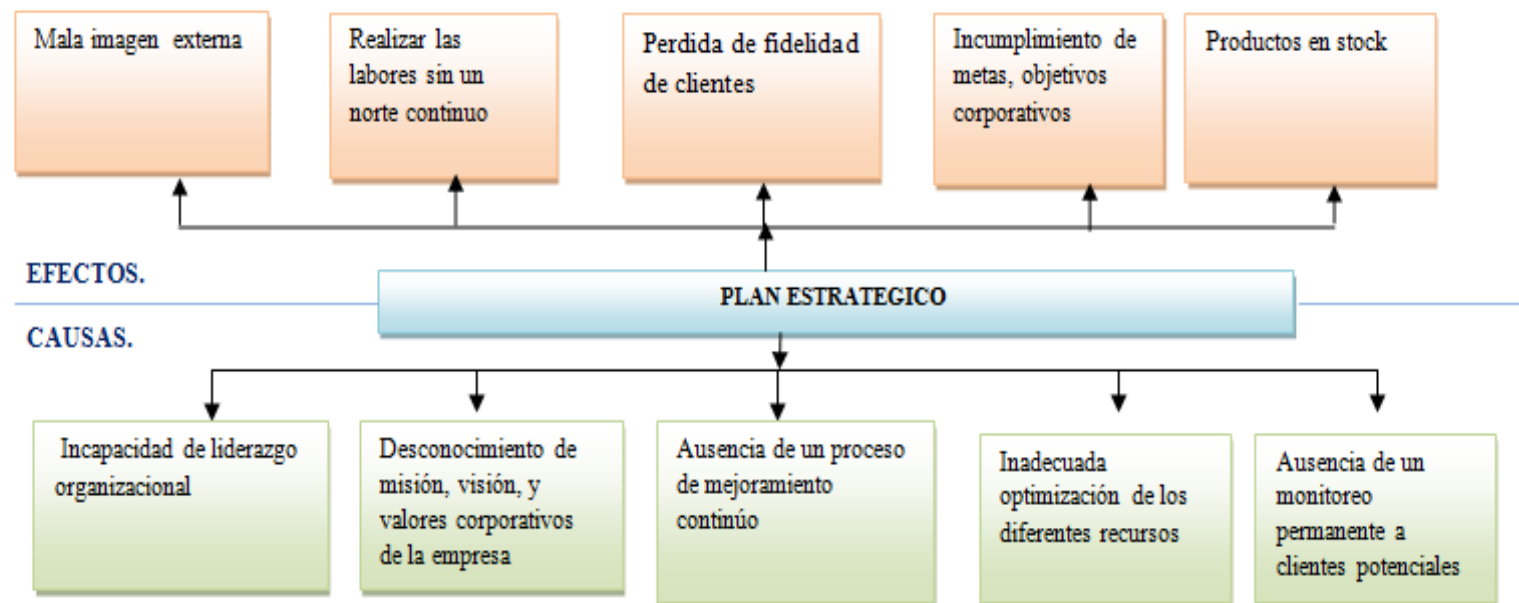 Mala imagen externa
Realizar las
labores sin un
norte continuo
Perdida de fidelidad
de clientes
Incumplimiento de
metas, objetivos
corporativos
Productos en stock
EFECTOS.
PLAN ESTRATEGICO
CAUSAS.
Incapacidad de liderazgo
organizacional
Desconocimiento de
misión, visión, y
valores corporativos
de la empresa
Ausencia de un proceso
de mejoramiento
continúo
Inadecuada
optimización de los
diferentes recursos
Ausencia de un
monitoreo
permanente a
clientes potenciales